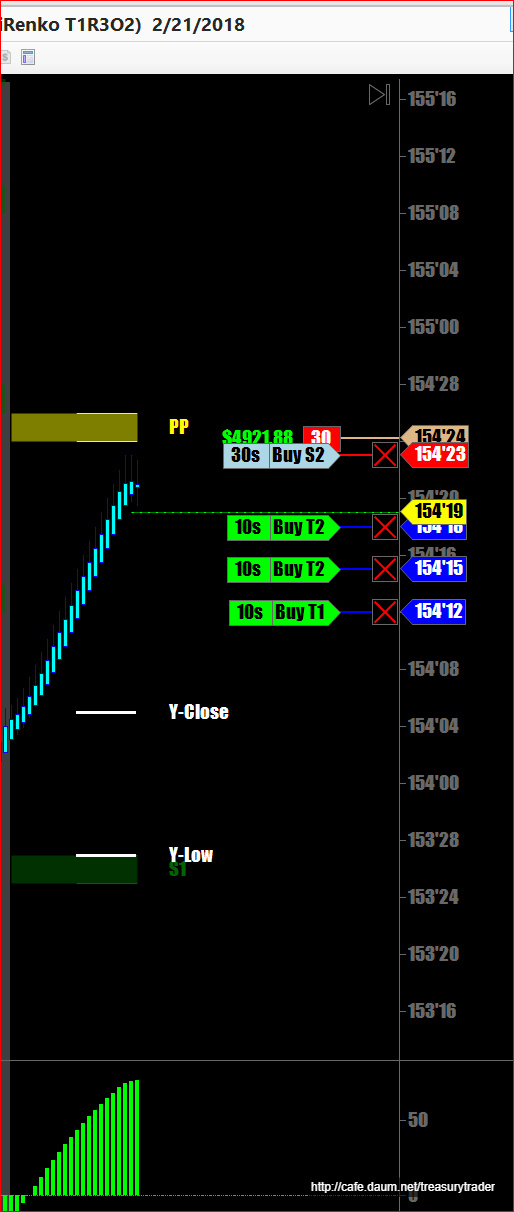 iRenko T1R3O2) 2/21/2018
155'16
155'12
155'08
155'04
155'00
154'28
PP
$4921.88 30 154'24
30s Buy S2 154'23
154'20
154'19
10s Buy T2 154'18
154'16
10s Buy T2 154'15
10s Buy T1 154'12
154'08
Y-Close
154'04
154'00
153'28
Y-Low
S1
153'24
153'20
153'16
50
http://cafe.daum.net/treasurytrader
0